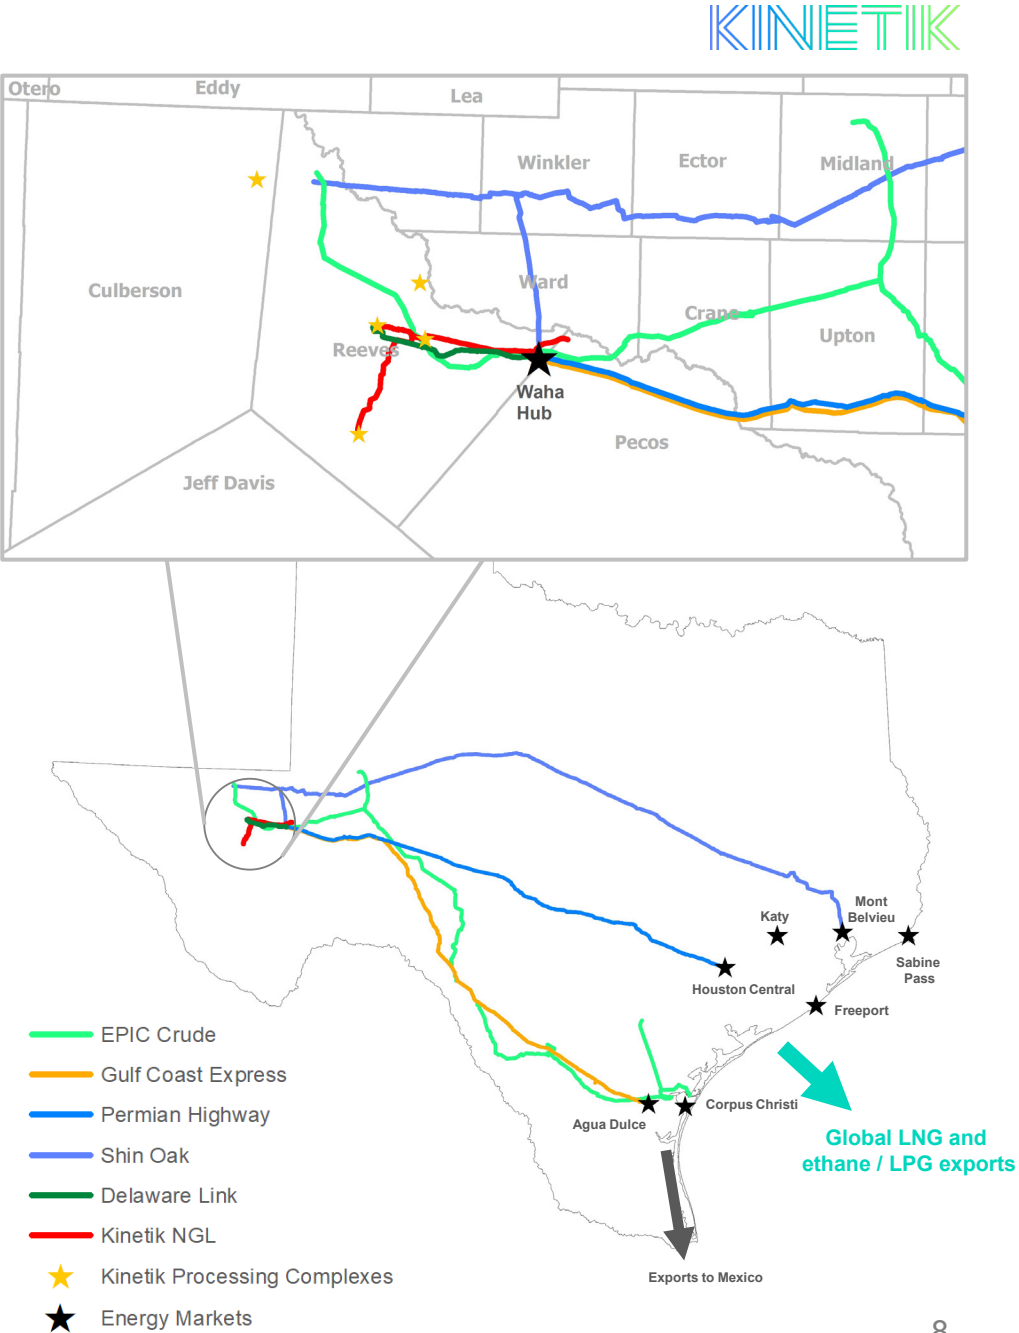 KINETIK
Otero
Eddy
Lea
Winkler
Ector
Midland
Culberson
Ward
Crane
Upton
Reeves
Waha
Hub
Pecos
Jeff Davis
Mont
Belvieu
Katy
Sabine
Pass
Houston Central
Freeport
EPIC Crude
Gulf Coast Express
Permian Highway
Shin Oak
Delaware Link
Kinetik NGL
Kinetik Processing Complexes
Energy Markets
Corpus Christi
Agua Dulce
Global LNG and
ethane / LPG exports
Exports to Mexico
8